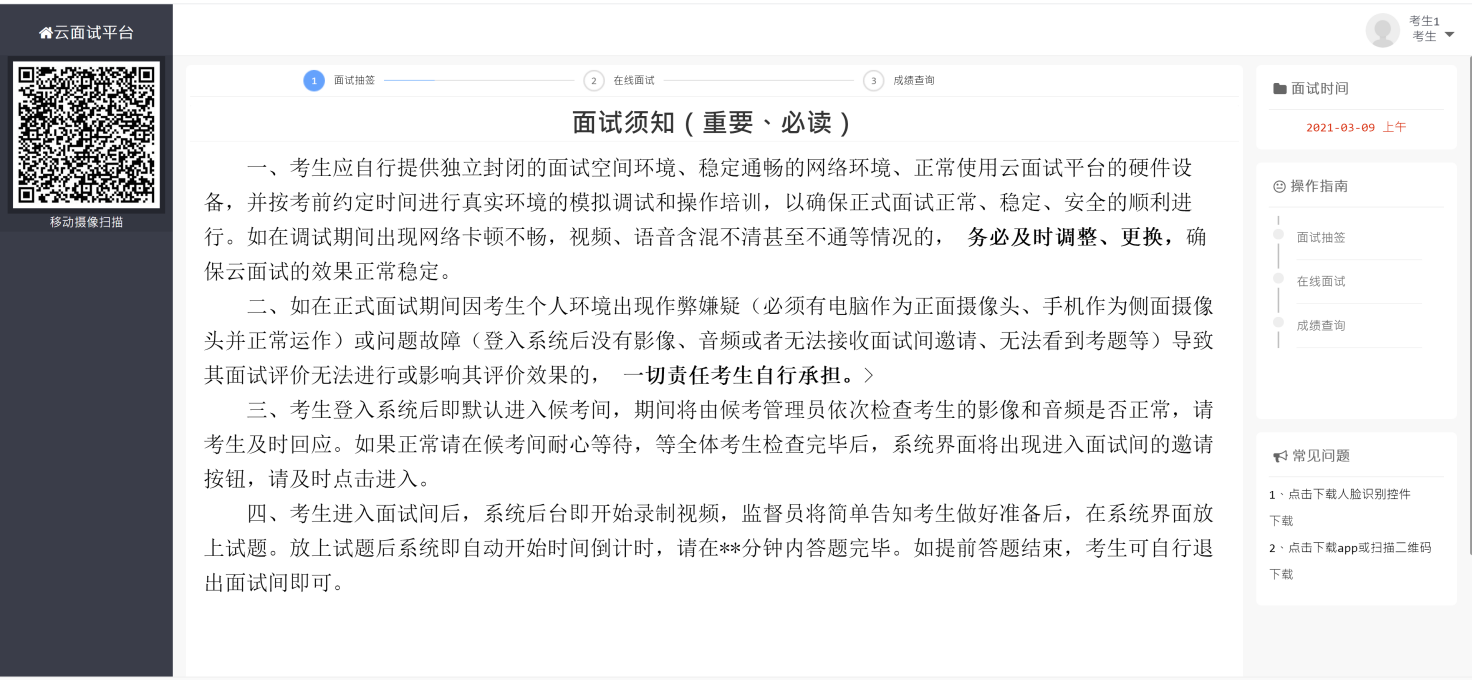 云面试平台
移动摄像扫描
考生1
考生
1 面试抽签
2 在线面试
3 成绩查询
面试须知（重要、必读）
一、考生应自行提供独立封闭的面试空间环境、稳定通畅的网络环境、正常使用云面试平台的硬件设
备，并按考前约定时间进行真实环境的模拟调试和操作培训，以确保正式面试正常、稳定、安全的顺利进
行。如在调试期间出现网络卡顿不畅，视频、语音含混不清甚至不通等情况的， 务必及时调整、更换，确
保云面试的效果正常稳定。
二、如在正式面试期间因考生个人环境出现作弊嫌疑（必须有电脑作为正面摄像头、手机作为侧面摄像
头并正常运作）或问题故障（登入系统后没有影像、音频或者无法接收面试间邀请、无法看到考题等）导致
其面试评价无法进行或影响其评价效果的， 一切责任考生自行承担。>
三、考生登入系统后即默认进入候考间，期间将由候考管理员依次检查考生的影像和音频是否正常，请
考生及时回应。如果正常请在候考间耐心等待，等全体考生检查完毕后，系统界面将出现进入面试间的邀请
按钮，请及时点击进入。
四、考生进入面试间后，系统后台即开始录制视频，监督员将简单告知考生做好准备后，在系统界面放
上试题。放上试题后系统即自动开始时间倒计时，请在**分钟内答题完毕。如提前答题结束，考生可自行退
出面试间即可。
面试时间
2021-03-09 上午
操作指南
面试抽签
在线面试
成绩查询
常见问题
1、点击下载人脸识别控件
下载
2、点击下载app或扫描二维码
下载